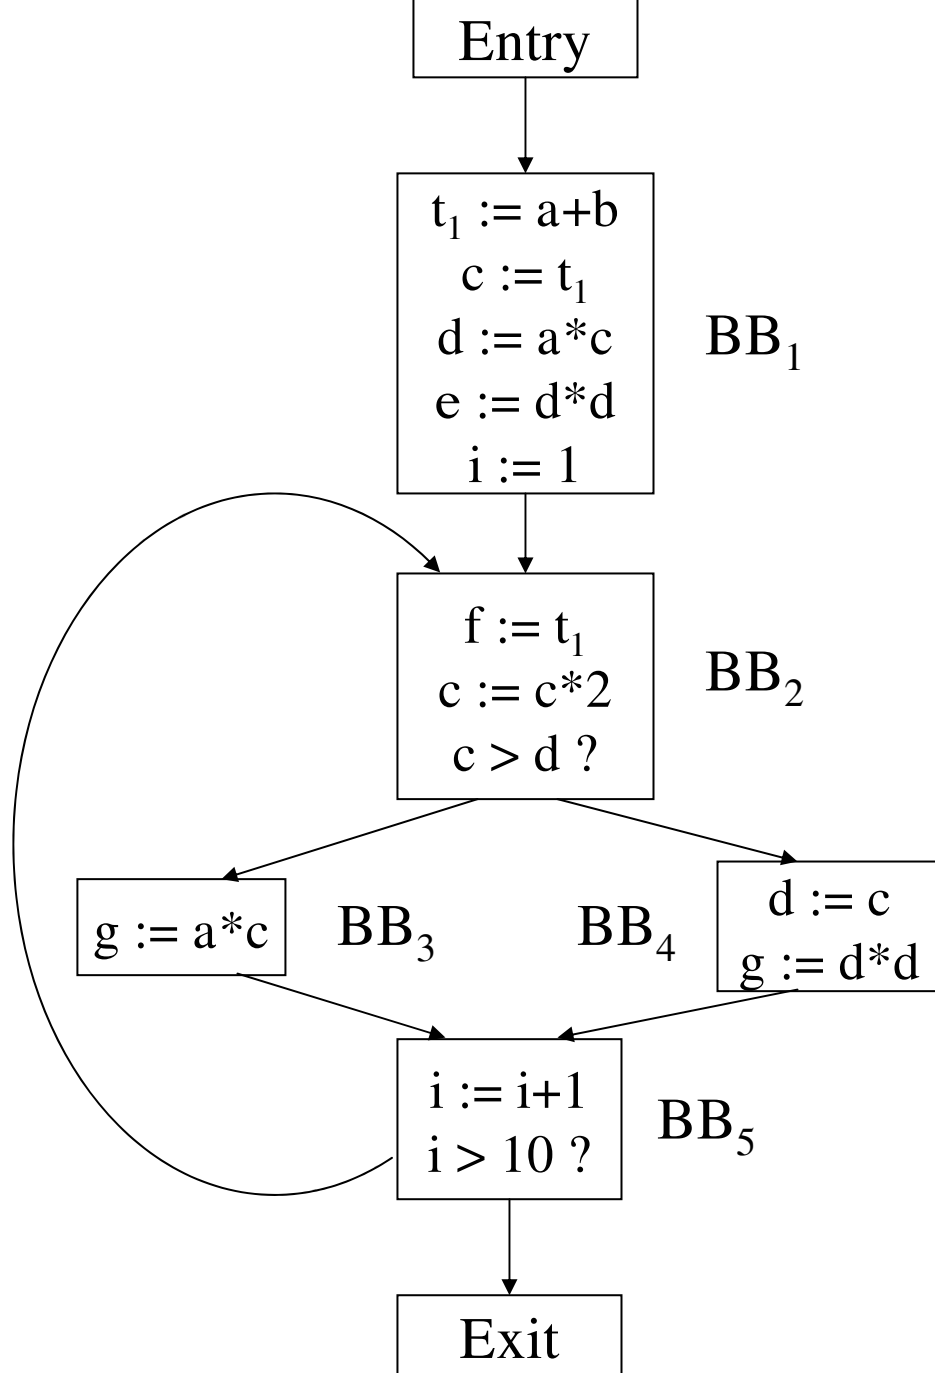 Entry
t₁ := a+b
c := t₁
d := a*c
e := d*d
i := 1
BB₁
f := t₁
c := c*2
c > d ?
BB₂
g := a*c
BB₃
BB₄
d := c
g := d*d
i := i+1
i > 10 ?
BB₅
Exit